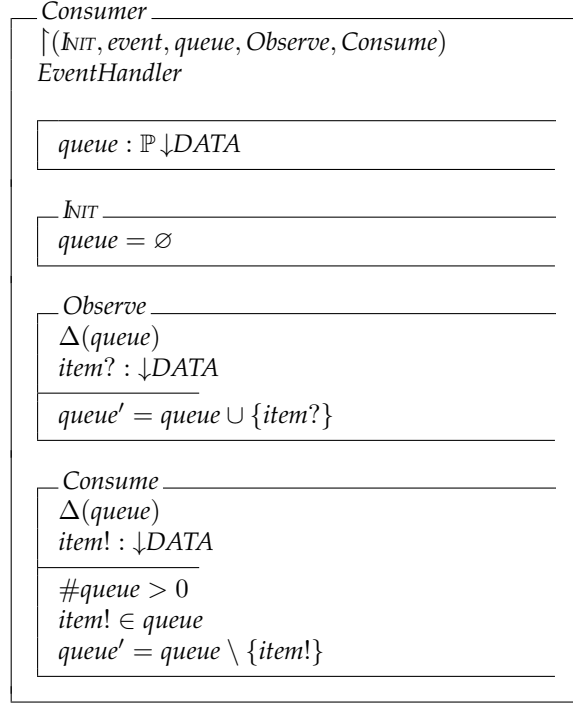 Consumer
↾(INIT, event, queue, Observe, Consume)
EventHandler
queue : ℙ ↓DATA
INIT
queue = ∅
Observe
Δ(queue)
item? : ↓DATA
queue′ = queue ∪ {item?}
Consume
Δ(queue)
item! : ↓DATA
#queue > 0
item! ∈ queue
queue′ = queue \ {item!}